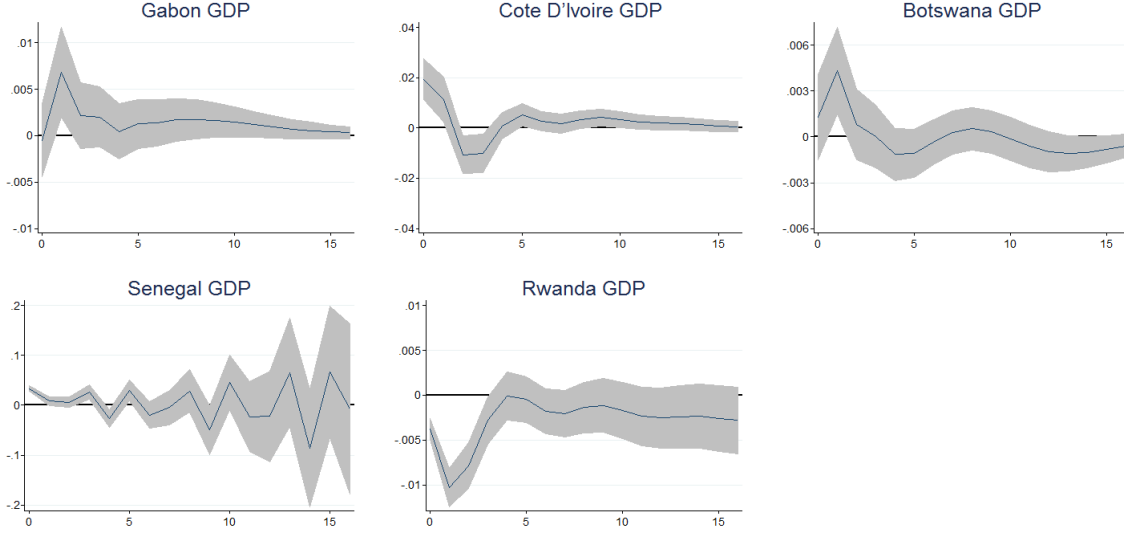 Gabon GDP
.01
.005
0
-.005
-.01
0 5 10 15
Cote D'Ivoire GDP
.04
.02
0
-.02
-.04
0 5 10 15
Botswana GDP
.006
.003
0
-.003
-.006
0 5 10 15
Senegal GDP
.2
.1
0
-.1
-.2
0 5 10 15
Rwanda GDP
.01
.005
0
-.005
-.01
0 5 10 15